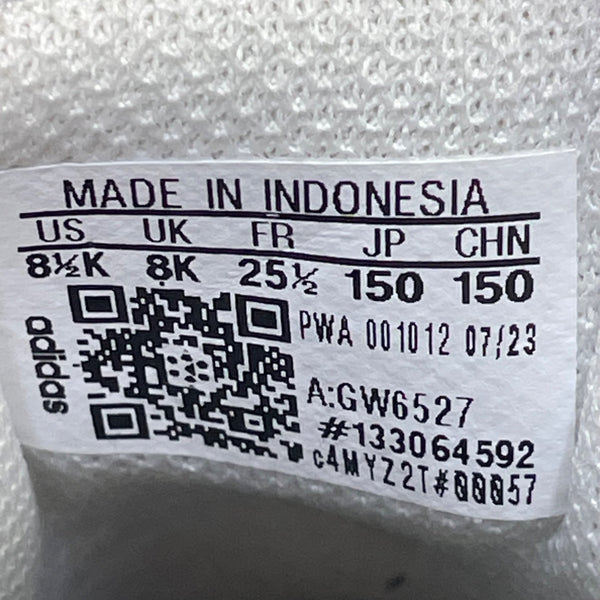 MADE IN INDONESIA
US UK FR JP CHN
8½K 8K 25½ 150 150
adidas
PWA 001012 07/23
A:GW6527
#133064592
c4MYZ2T#00057